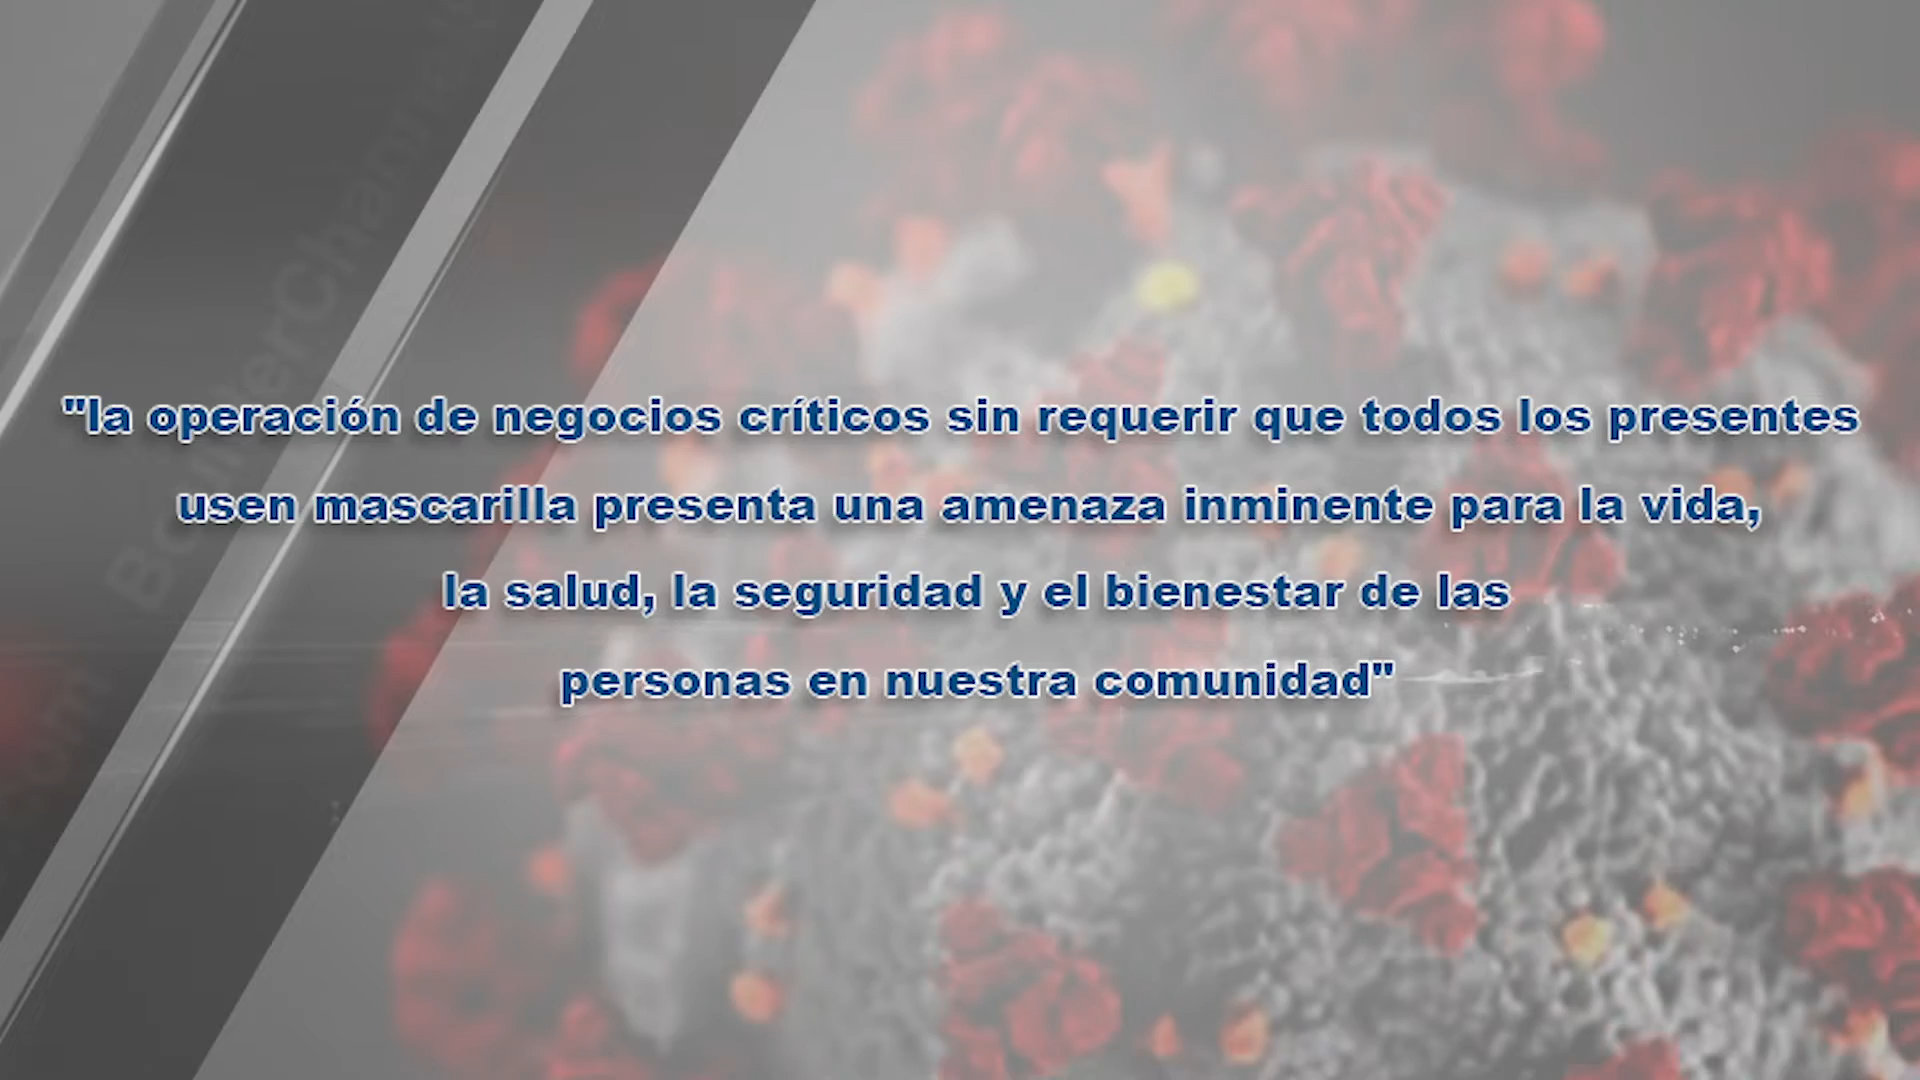 "la operación de negocios críticos sin requerir que todos los presentes
usen mascarilla presenta una amenaza inminente para la vida,
la salud, la seguridad y el bienestar de las
personas en nuestra comunidad"